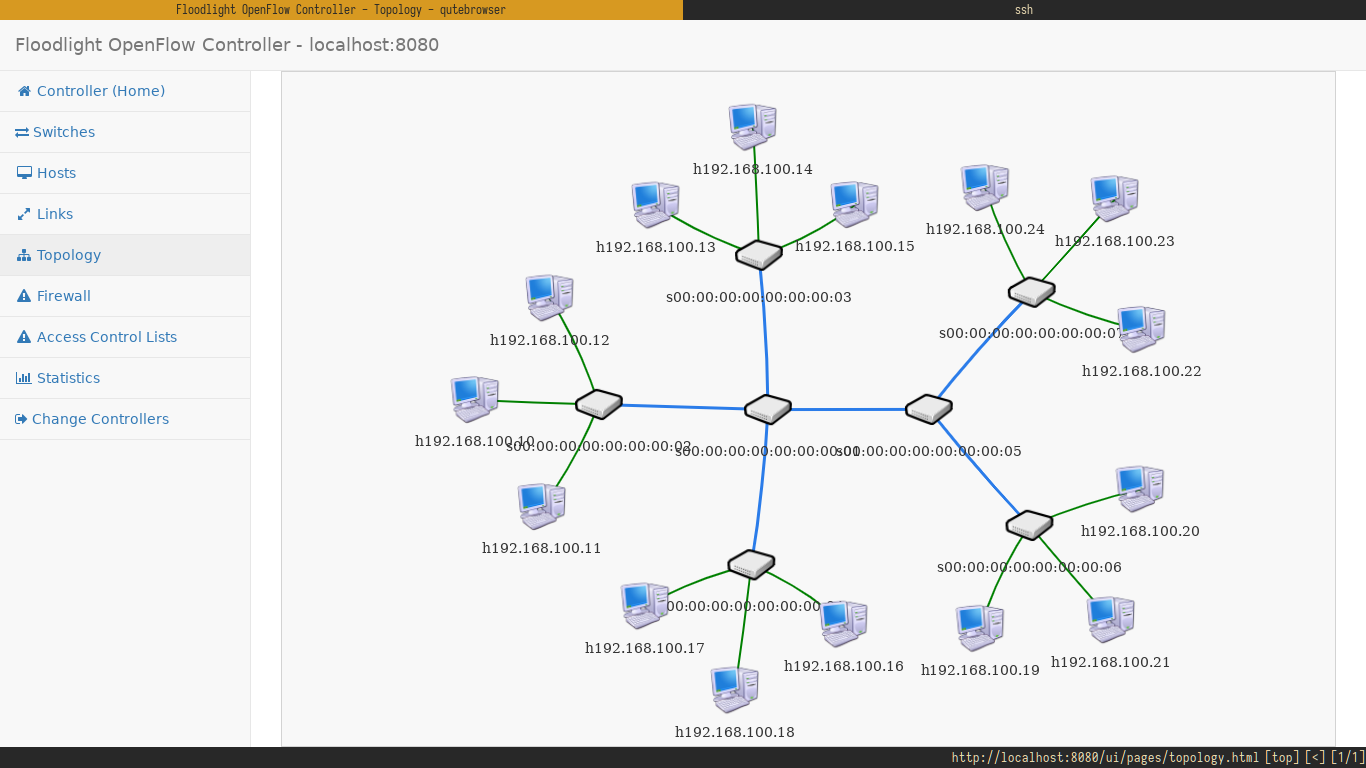 Floodlight OpenFlow Controller - Topology - qutebrowser
ssh
Floodlight OpenFlow Controller - localhost:8080
Controller (Home)
Switches
Hosts
Links
Topology
Firewall
Access Control Lists
Statistics
Change Controllers
h192.168.100.14
h192.168.100.24
h192.168.100.23
h192.168.100.13
h192.168.100.15
s00:00:00:00:00:00:00:03
s00:00:00:00:00:00:00:07
h192.168.100.12
h192.168.100.22
h192.168.100.10
s00:00:00:00:00:00:00:02
s00:00:00:00:00:00:00:01
s00:00:00:00:00:00:00:05
h192.168.100.20
h192.168.100.11
s00:00:00:00:00:00:00:06
00:00:00:00:00:00:00:0
h192.168.100.17
h192.168.100.16
h192.168.100.19
h192.168.100.21
h192.168.100.18
http://localhost:8080/ui/pages/topology.html [top] [<] [1/1]